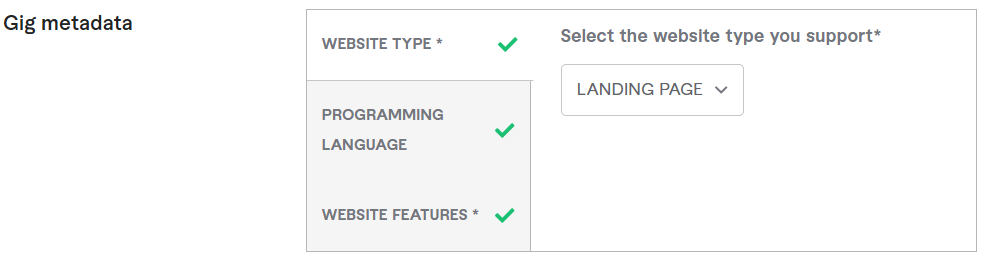 Gig metadata
WEBSITE TYPE *
Select the website type you support*
LANDING PAGE
PROGRAMMING
LANGUAGE
WEBSITE FEATURES *